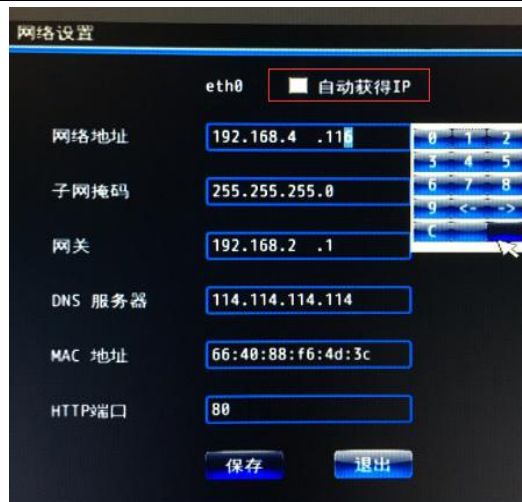 网络设置
eth0 自动获得IP
网络地址 192.168.4 .116
子网掩码 255.255.255.0
网关 192.168.2 .1
DNS 服务器 114.114.114.114
MAC 地址 66:40:88:f6:4d:3c
HTTP端口 80
保存 退出
0 1 2
3 4 5
6 7 8
9 <- ->
C